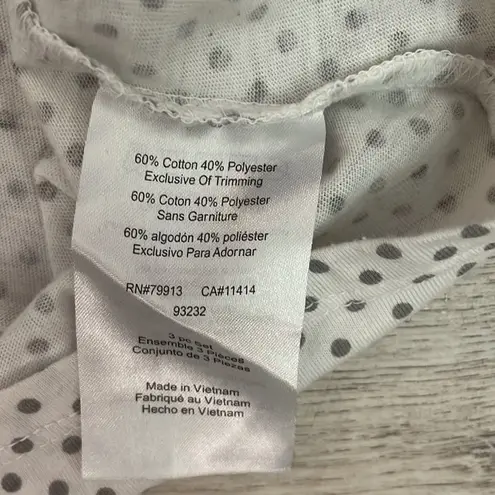 60% Cotton 40% Polyester
Exclusive Of Trimming
60% Coton 40% Polyester
Sans Garniture
60% algodón 40% poliéster
Exclusivo Para Adornar
RN#79913 CA#11414
93232
3 pc Set
Ensemble 3 Pièces
Conjunto de 3 Piezas
Made in Vietnam
Fabriqué au Vietnam
Hecho en Vietnam